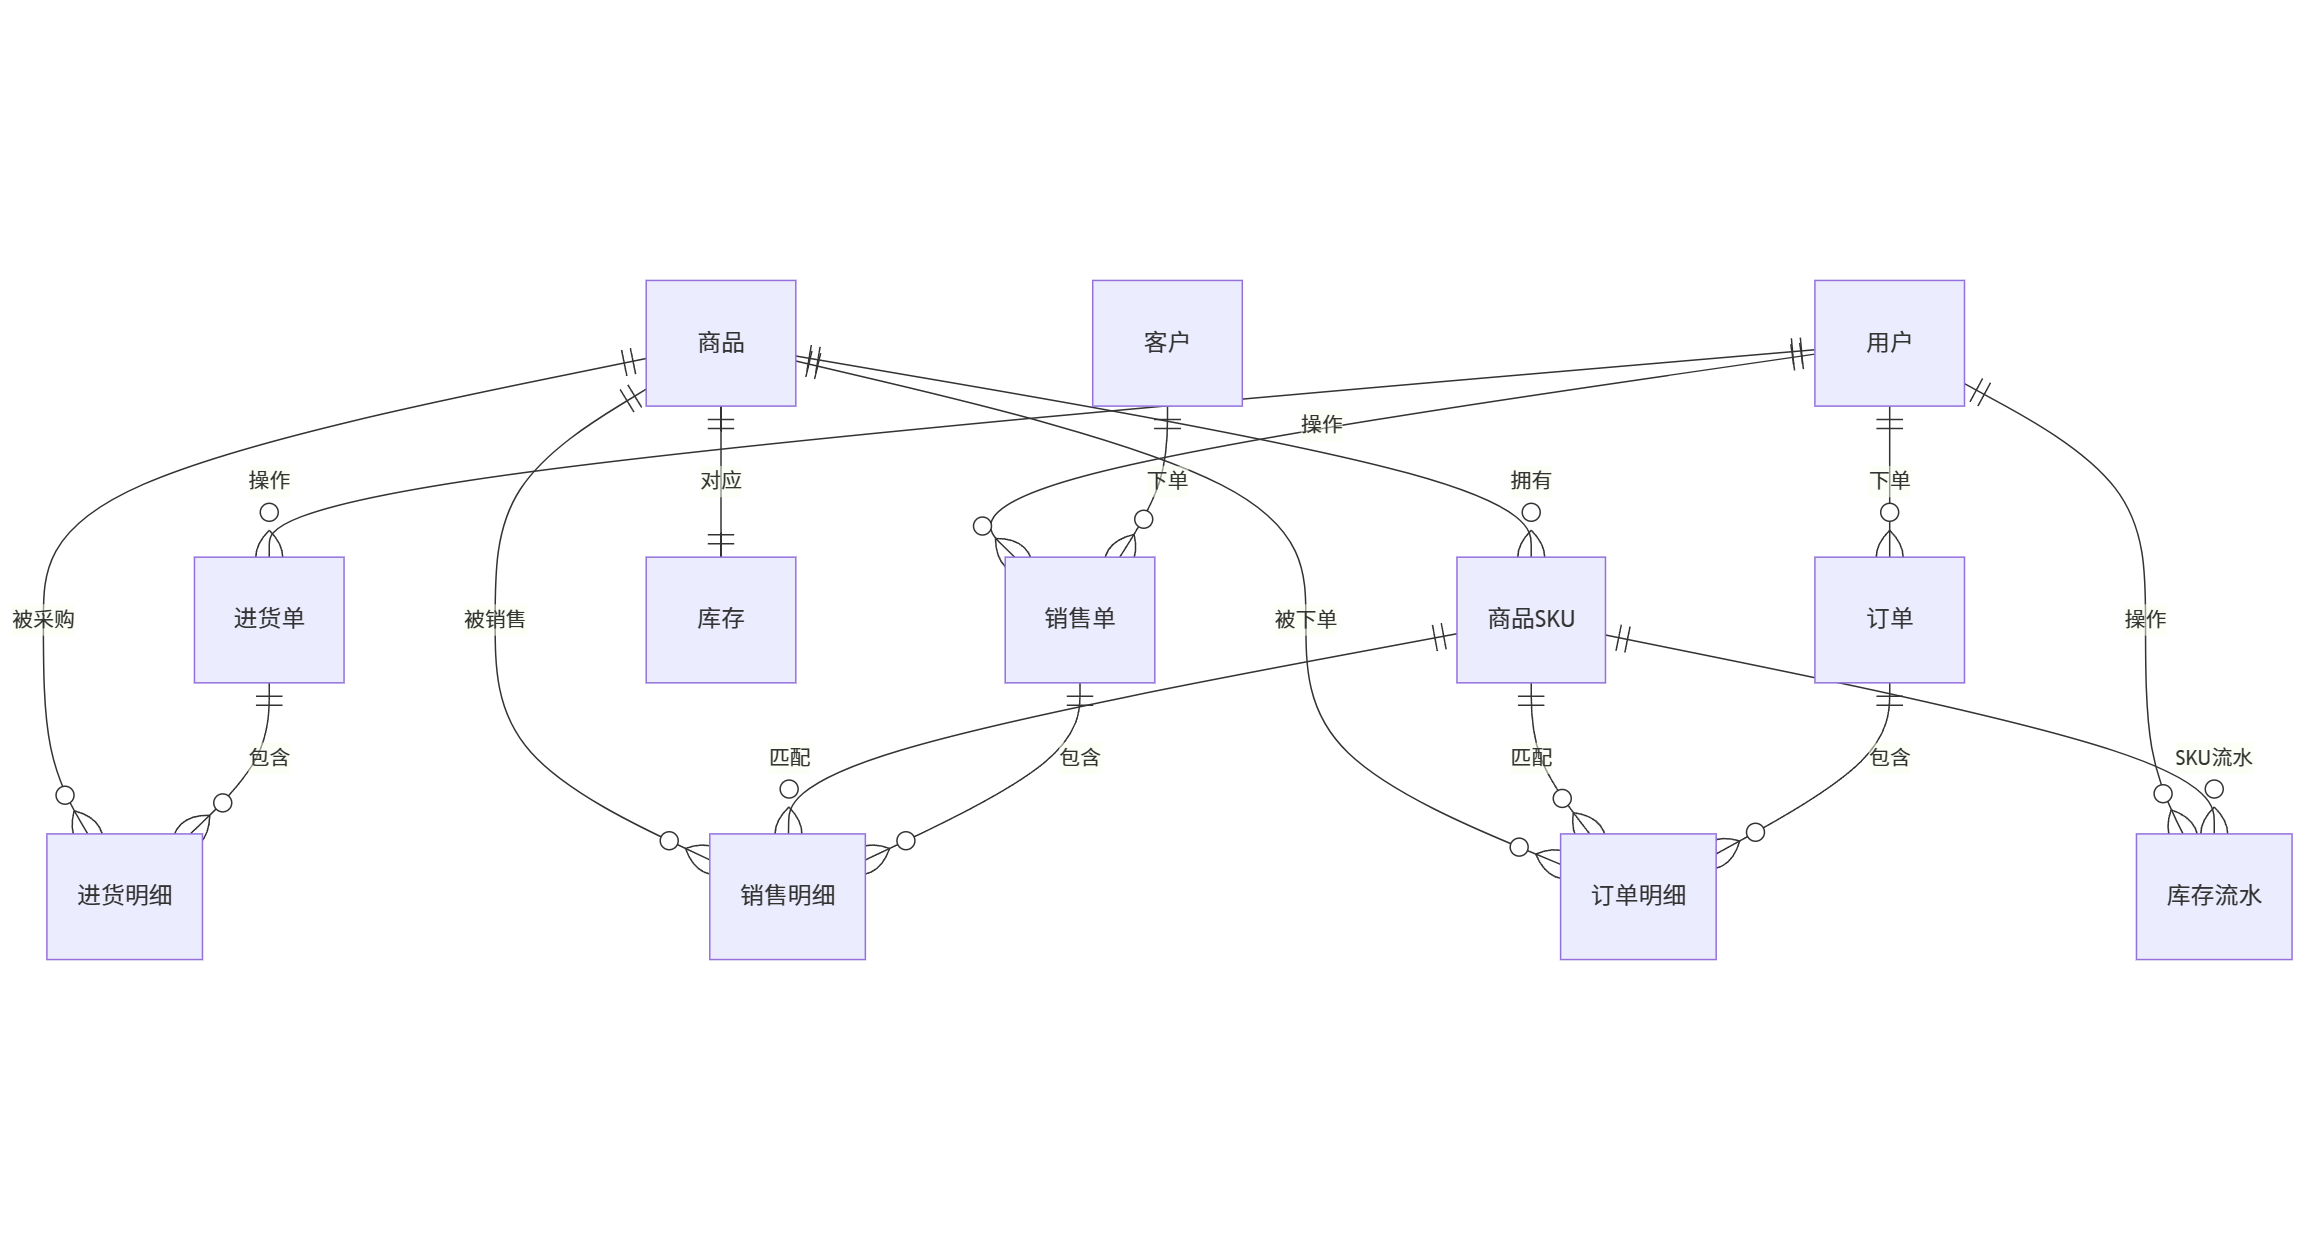 商品
客户
用户
操作
操作
对应
下单
拥有
下单
被采购
进货单
被销售
库存
销售单
被下单
商品SKU
订单
操作
包含
匹配
包含
匹配
包含
SKU流水
进货明细
销售明细
订单明细
库存流水